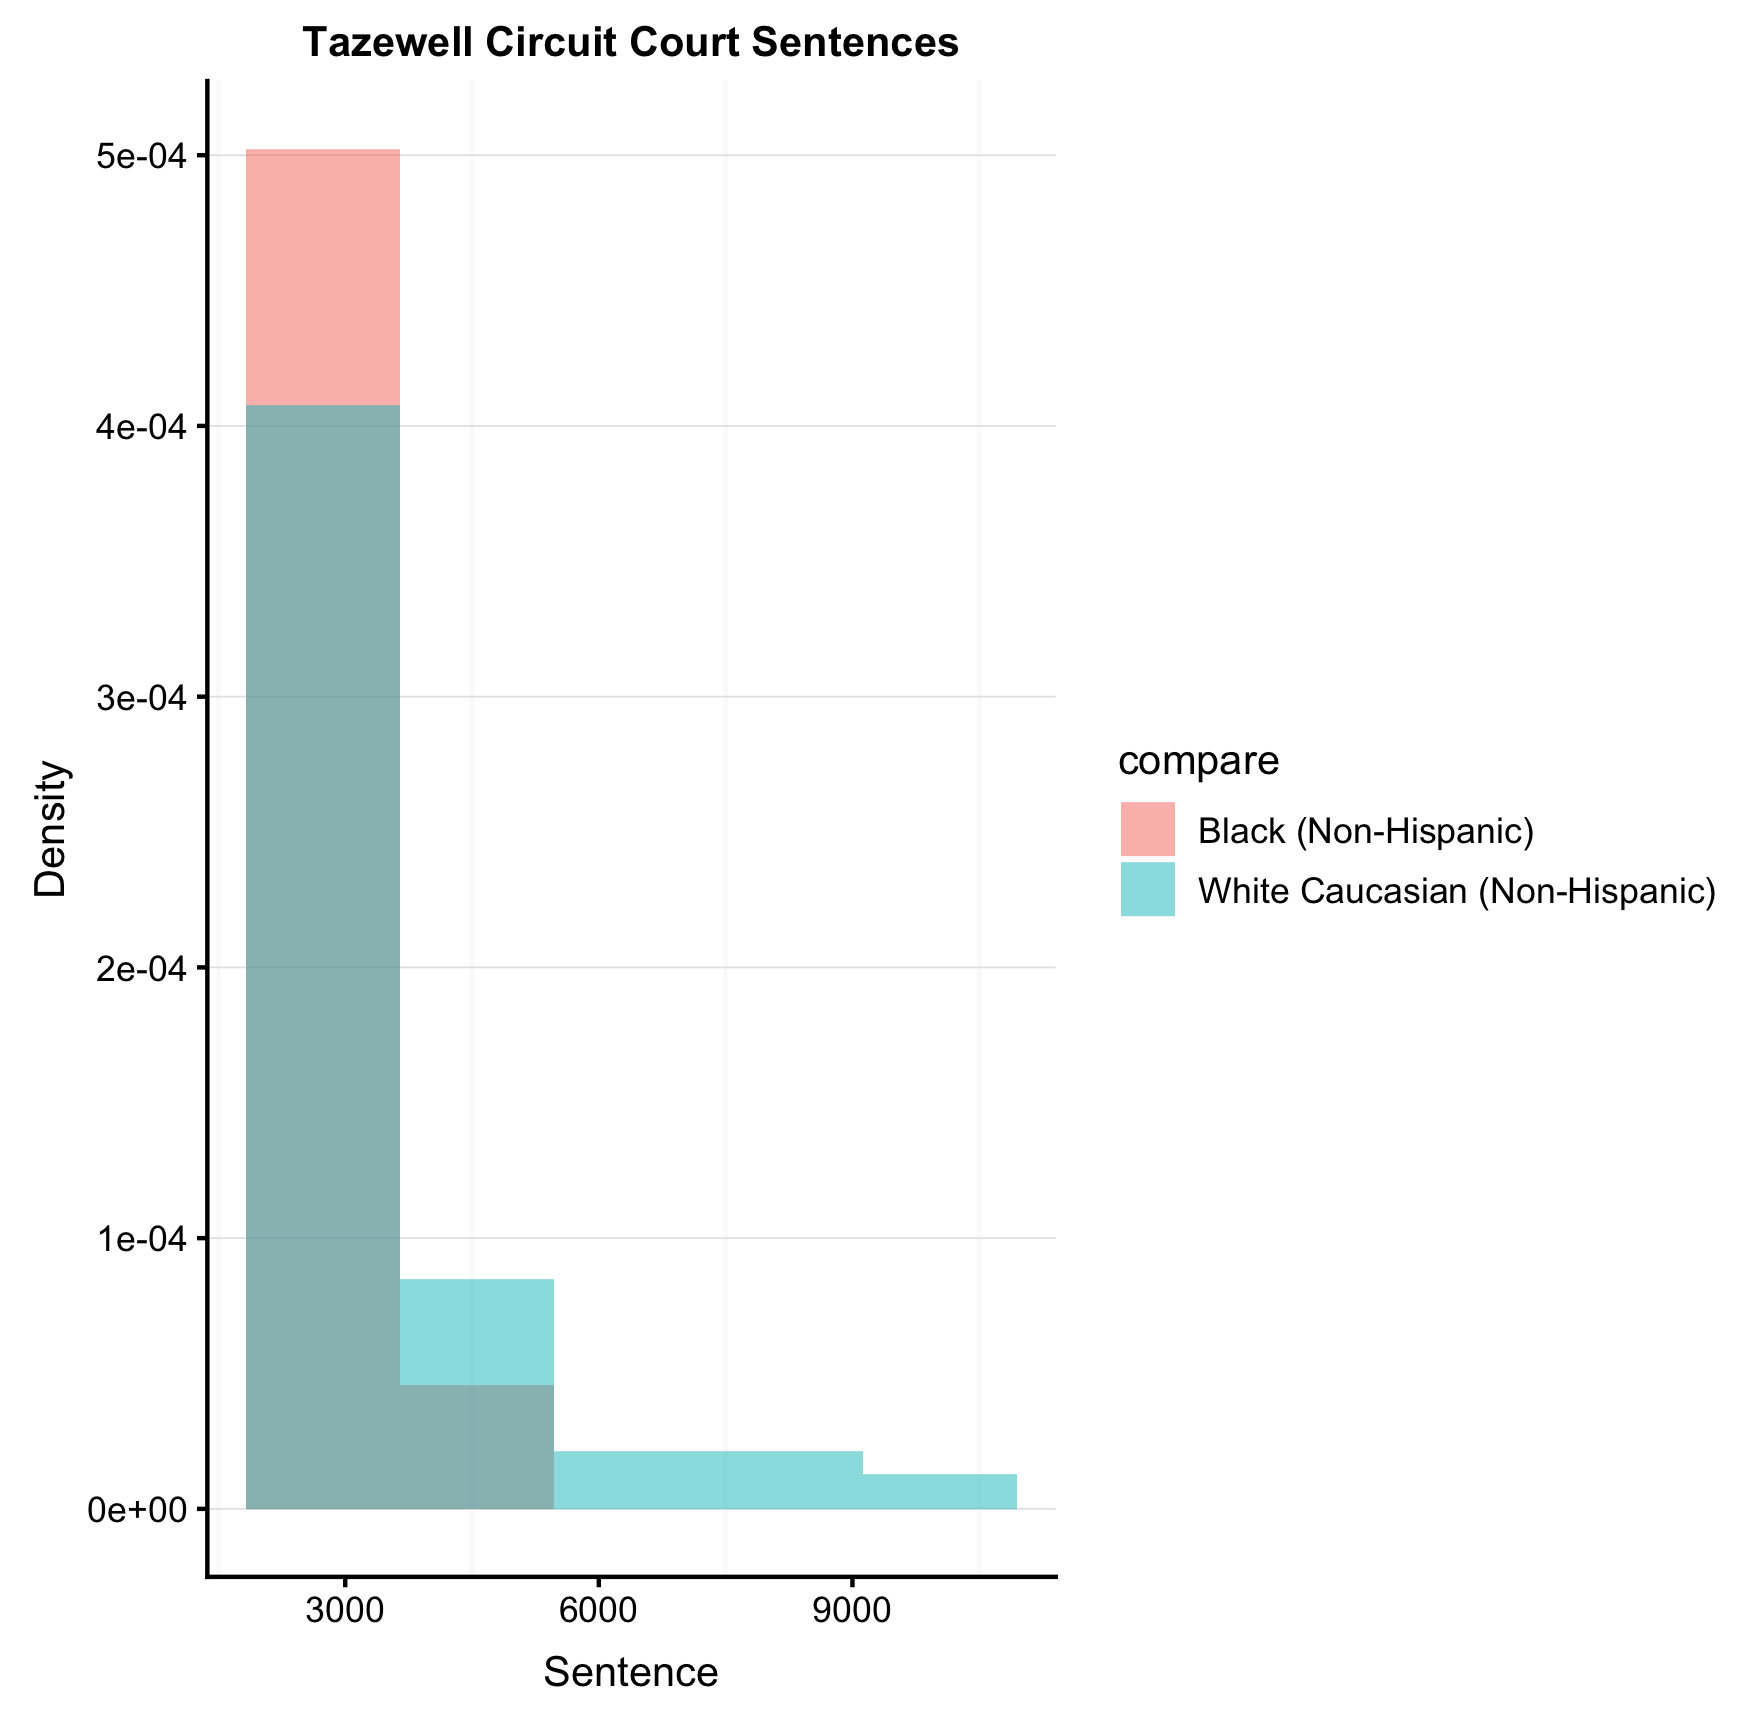 Tazewell Circuit Court Sentences
5e-04
4e-04
3e-04
2e-04
1e-04
0e+00
Density
3000 6000 9000
Sentence
compare
Black (Non-Hispanic)
White Caucasian (Non-Hispanic)